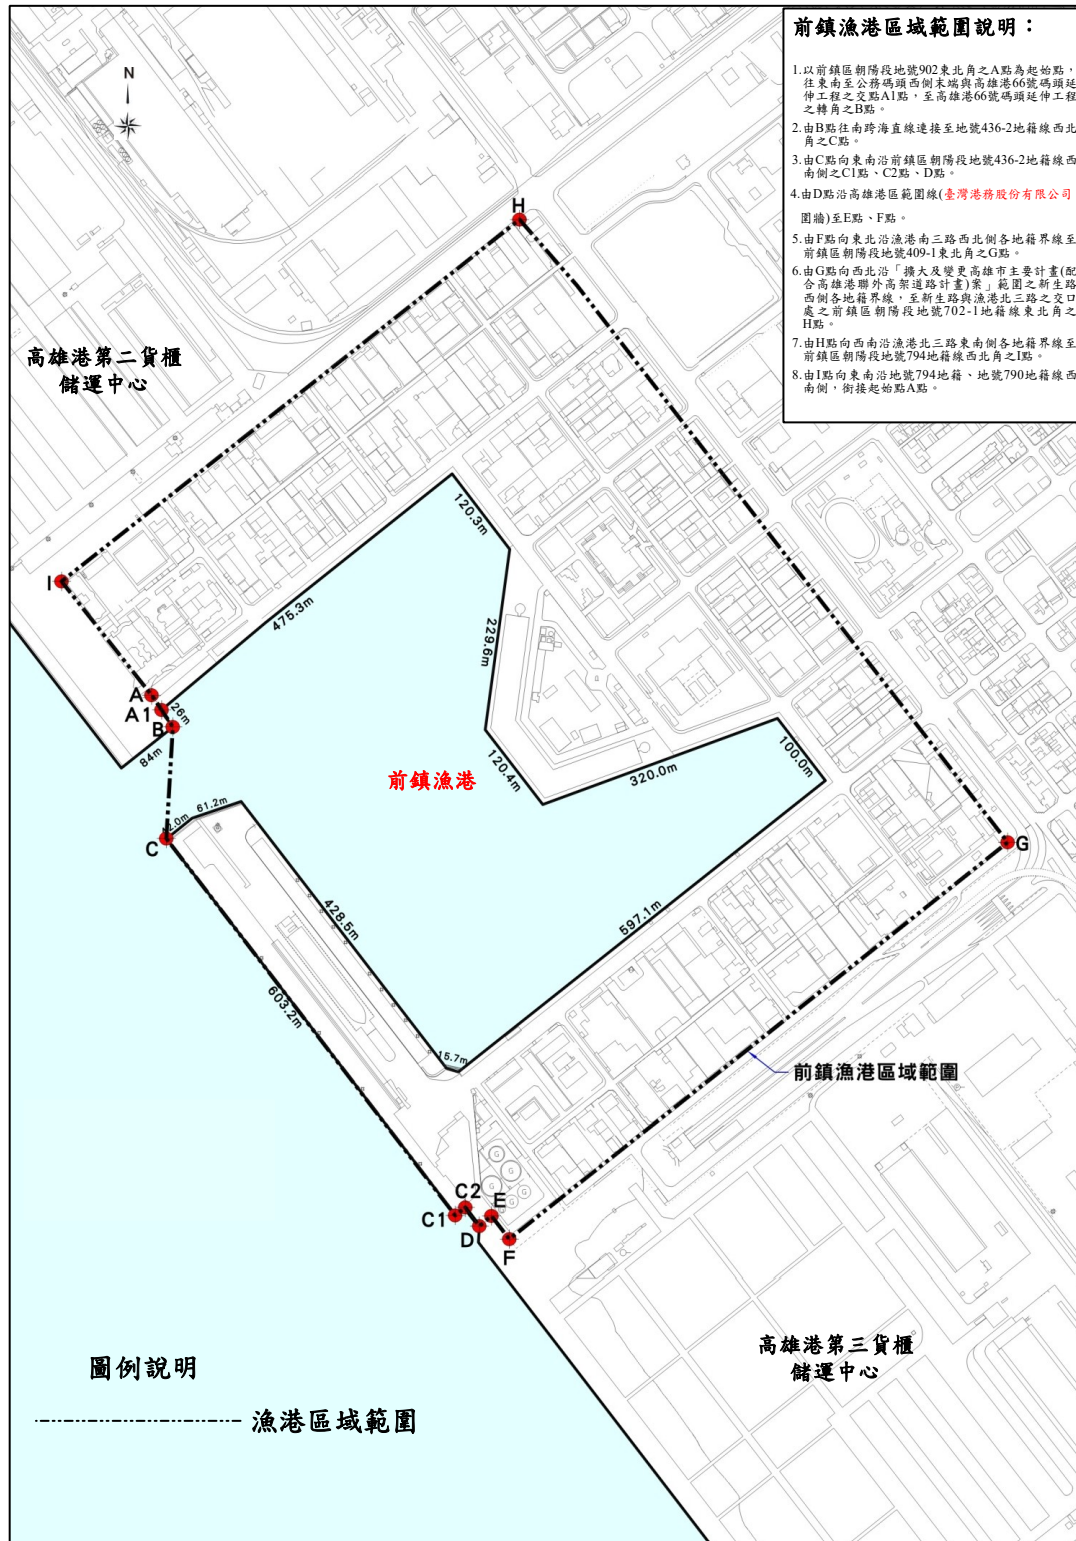 前鎮漁港區域範圍說明：
1.以前鎮區朝陽段地號902東北角之A點為起始點，
往東南至公務碼頭西側末端與高雄港66號碼頭延
伸工程之交點A1點，至高雄港66號碼頭延伸工程
之轉角之B點。
2.由B點往南跨海直線連接至地號436-2地籍線西北
角之C點。
3.由C點向東南沿前鎮區朝陽段地號436-2地籍線西
南側之C1點、C2點、D點。
4.由D點沿高雄港區範圍線(臺灣港務股份有限公司
圍牆)至E點、F點。
5.由F點向東北沿漁港南三路西北側各地籍界線至
前鎮區朝陽段地號409-1東北角之G點。
6.由G點向西北沿「擴大及變更高雄市主要計畫(配
合高雄港聯外高架道路計畫)案」範圍之新生路
西側各地籍界線，至新生路與漁港北三路之交口
處之前鎮區朝陽段地號702-1地籍線東北角之
H點。
7.由H點向西南沿漁港北三路東南側各地籍界線至
前鎮區朝陽段地號794地籍線西北角之I點。
8.由I點向東南沿地號794地籍、地號790地籍線西
南側，銜接起始點A點。
N
H
高雄港第二貨櫃
儲運中心
120.3m
I
475.3m
229.6m
A
A1
26m
B
84m
120.4m
320.0m
100.0m
前鎮漁港
61.2m
C
G
428.5m
597.1m
603.2m
15.7m
前鎮漁港區域範圍
G
G
G
G
C2
E
C1
D
F
高雄港第三貨櫃
儲運中心
圖例說明
漁港區域範圍